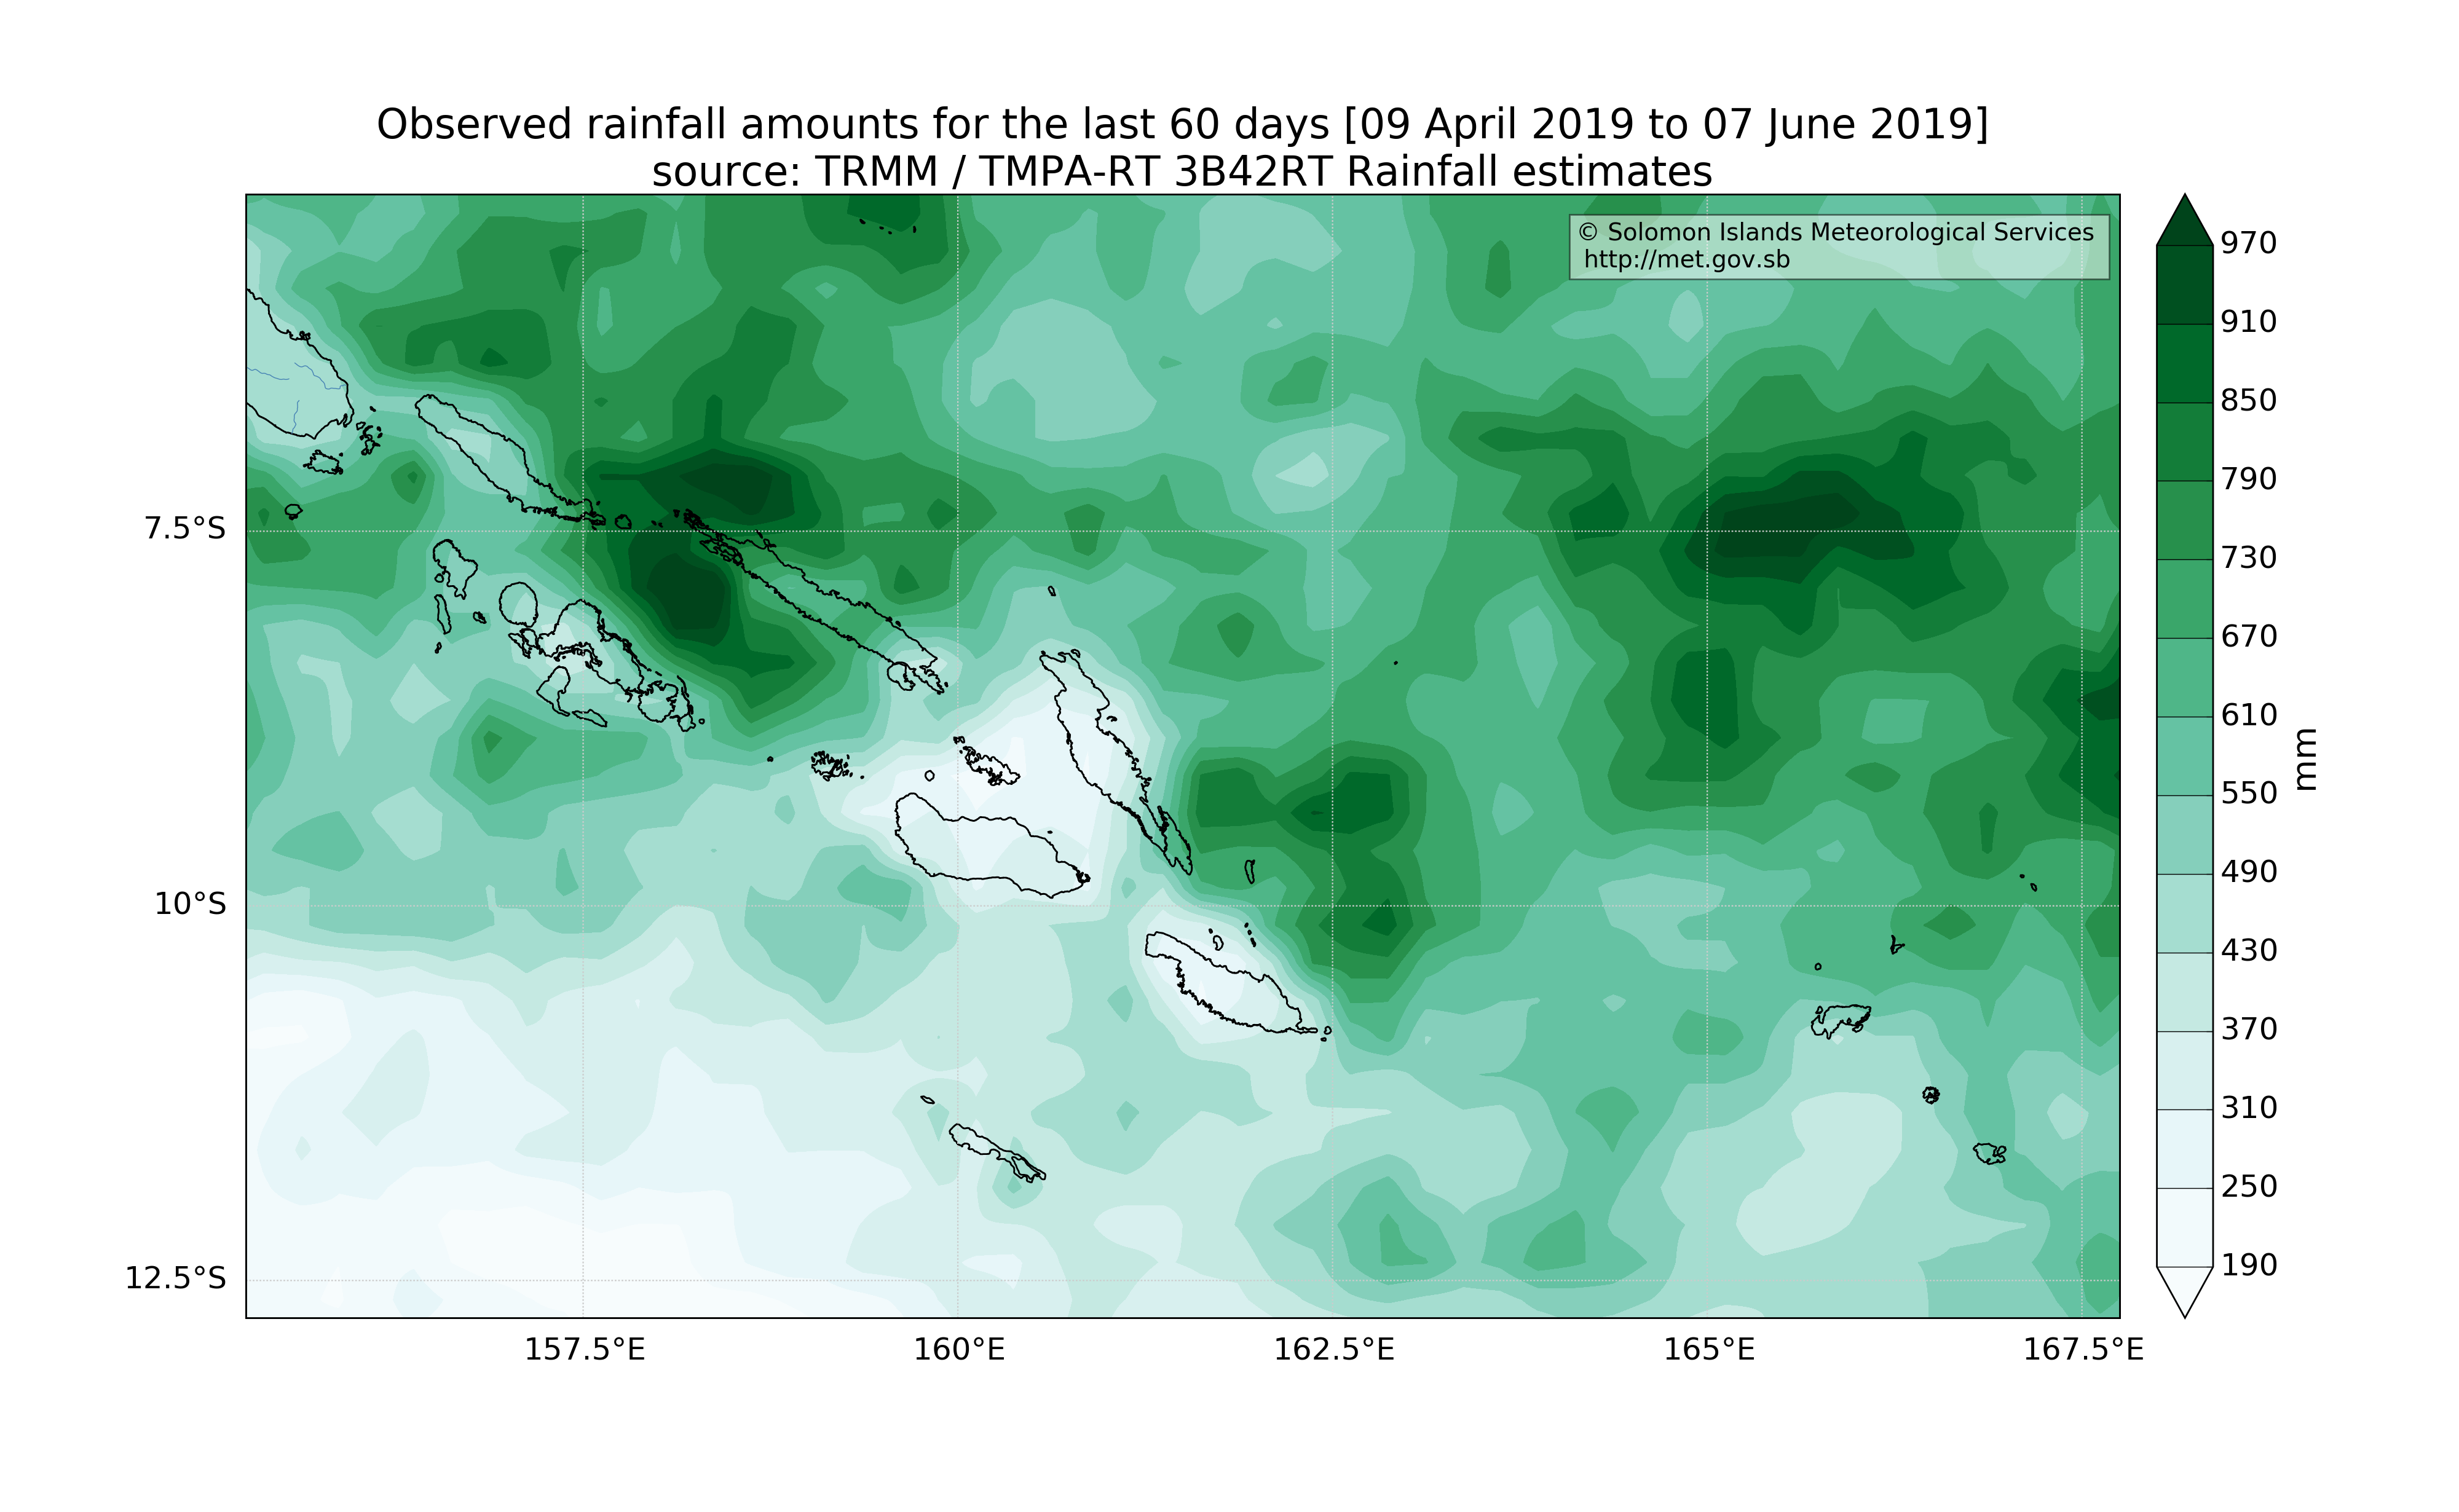 Observed rainfall amounts for the last 60 days [09 April 2019 to 07 June 2019]
source: TRMM / TMPA-RT 3B42RT Rainfall estimates
© Solomon Islands Meteorological Services
http://met.gov.sb
970
910
850
790
730
670
610
550
490
430
370
310
250
190
mm
7.5°S
10°S
12.5°S
157.5°E
160°E
162.5°E
165°E
167.5°E